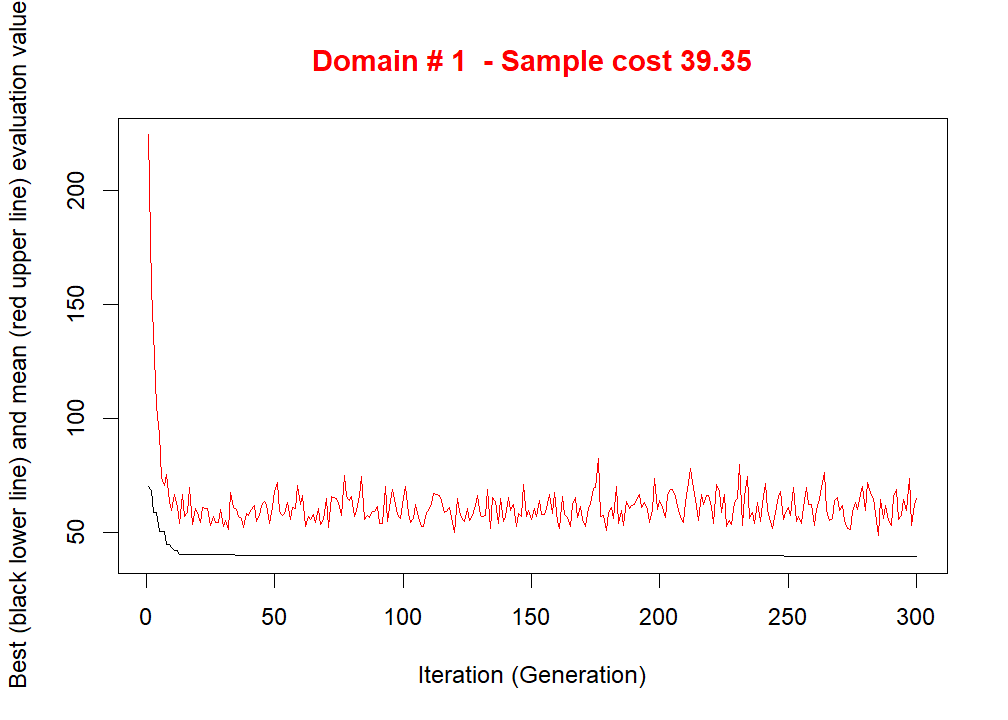 Domain # 1  - Sample cost 39.35
Best (black lower line) and mean (red upper line) evaluation value
200
150
100
50
0 50 100 150 200 250 300
Iteration (Generation)